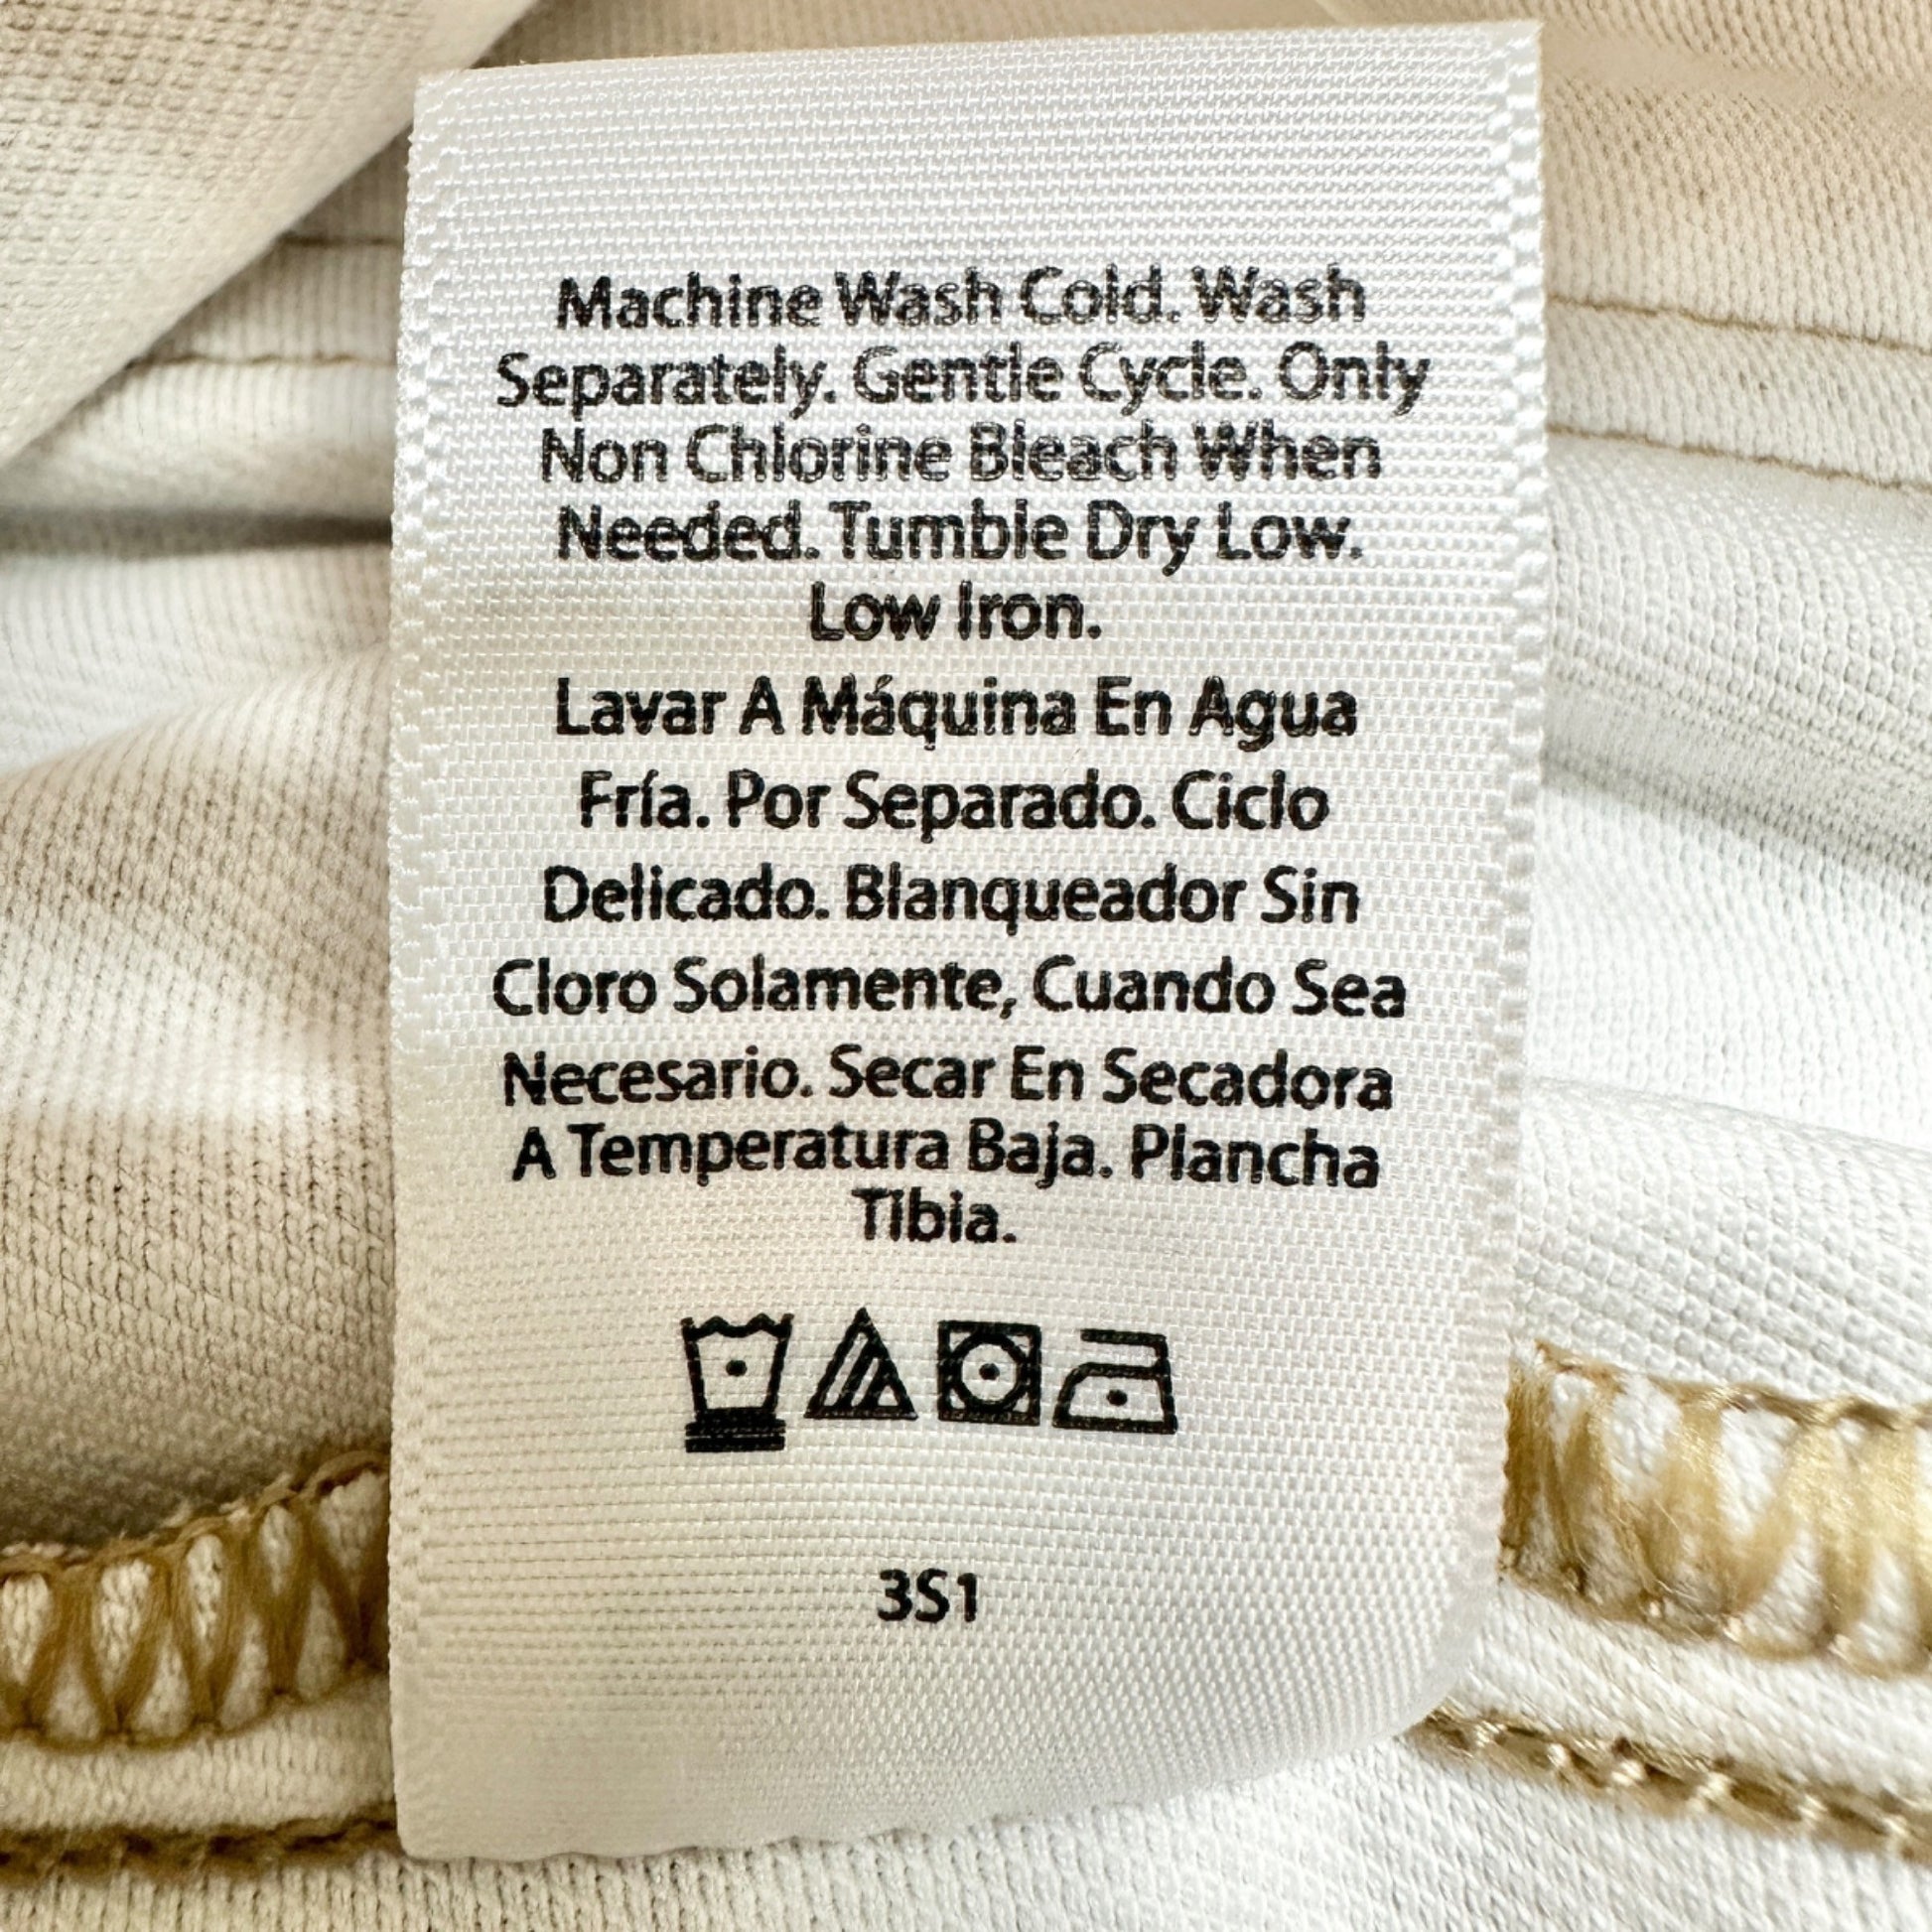 Machine Wash Cold. Wash
Separately. Gentle Cycle. Only
Non Chlorine Bleach When
Needed. Tumble Dry Low.
Low Iron.
Lavar A Máquina En Agua
Fría. Por Separado. Ciclo
Delicado. Blanqueador Sin
Cloro Solamente, Cuando Sea
Necesario. Secar En Secadora
A Temperatura Baja. Plancha
Tibia.
3S1